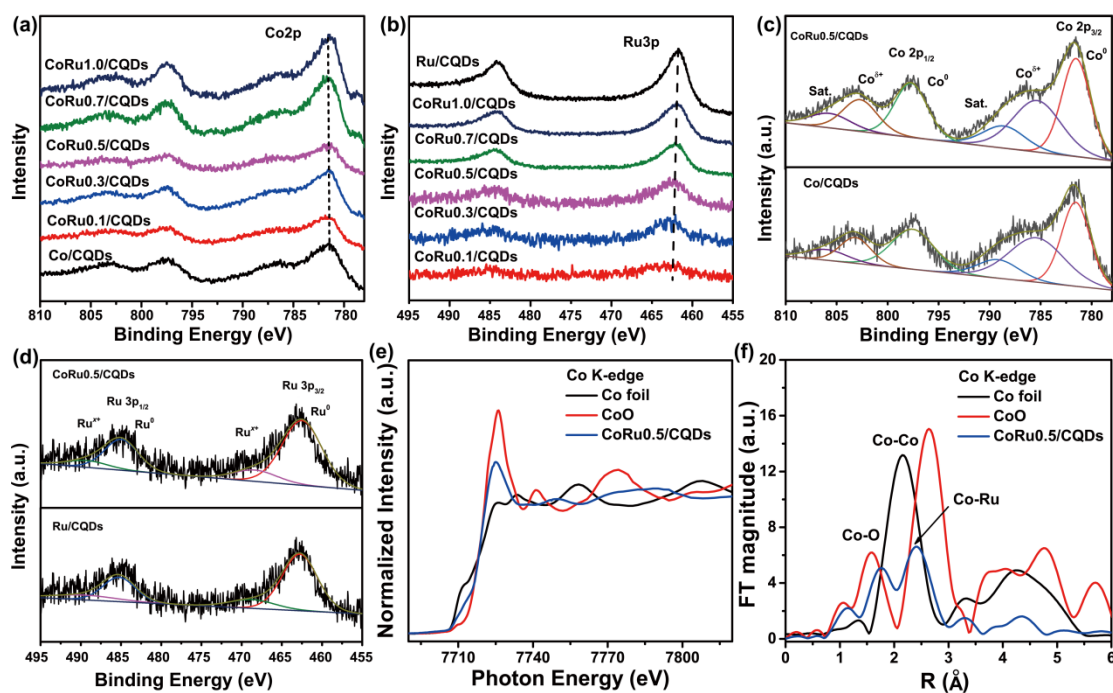 (a)
Co2p
CoRu1.0/CQDs
CoRu0.7/CQDs
CoRu0.5/CQDs
CoRu0.3/CQDs
CoRu0.1/CQDs
Co/CQDs
Intensity
810 805 800 795 790 785 780
Binding Energy (eV)
(b)
Ru3p
Ru/CQDs
CoRu1.0/CQDs
CoRu0.7/CQDs
CoRu0.5/CQDs
CoRu0.3/CQDs
CoRu0.1/CQDs
Intensity
495 490 485 480 475 470 465 460 455
Binding Energy (eV)
(c)
CoRu0.5/CQDs
Co 2p3/2
Co 2p1/2
Co0
Coδ+
Coδ+
Co0
Sat.
Sat.
Co/CQDs
Intensity (a.u.)
810 805 800 795 790 785 780
Binding Energy (eV)
(d)
CoRu0.5/CQDs
Ru 3p3/2
Ru 3p1/2
Rux+
Ru0
Rux+
Ru0
Ru/CQDs
Intensity (a.u.)
495 485 475 465 455
Binding Energy (eV)
(e)
Co K-edge
Co foil
CoO
CoRu0.5/CQDs
Normalized Intensity (a.u.)
7710 7740 7770 7800
Photon Energy (eV)
(f)
Co K-edge
Co foil
CoO
CoRu0.5/CQDs
Co-Co
Co-Ru
Co-O
FT magnitude (a.u.)
20
16
12
8
4
0
0 1 2 3 4 5 6
R (Å)